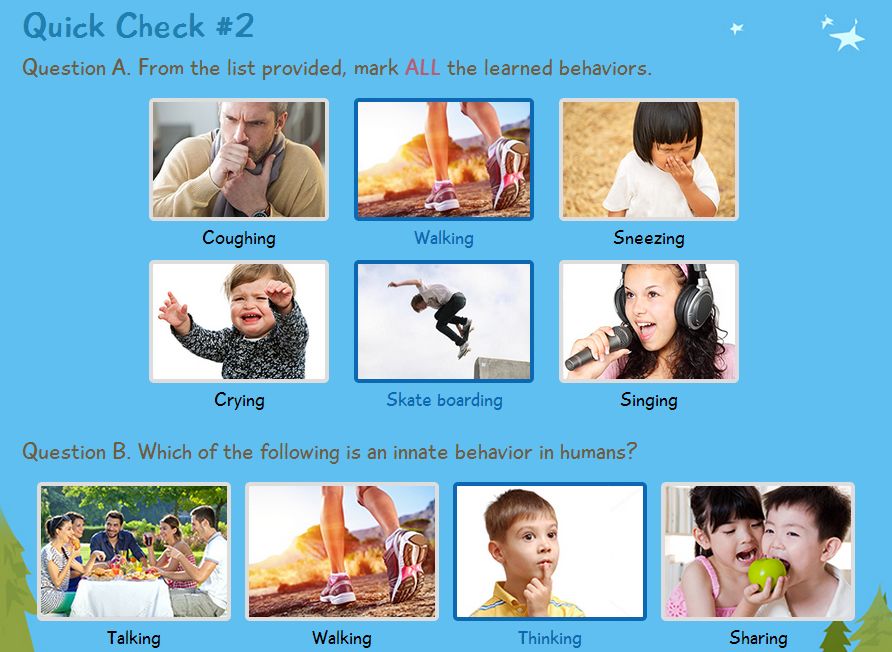 Quick Check #2
Question A. From the list provided, mark ALL the learned behaviors.
Coughing Walking Sneezing
Crying Skate boarding Singing
Question B. Which of the following is an innate behavior in humans?
Talking Walking Thinking Sharing